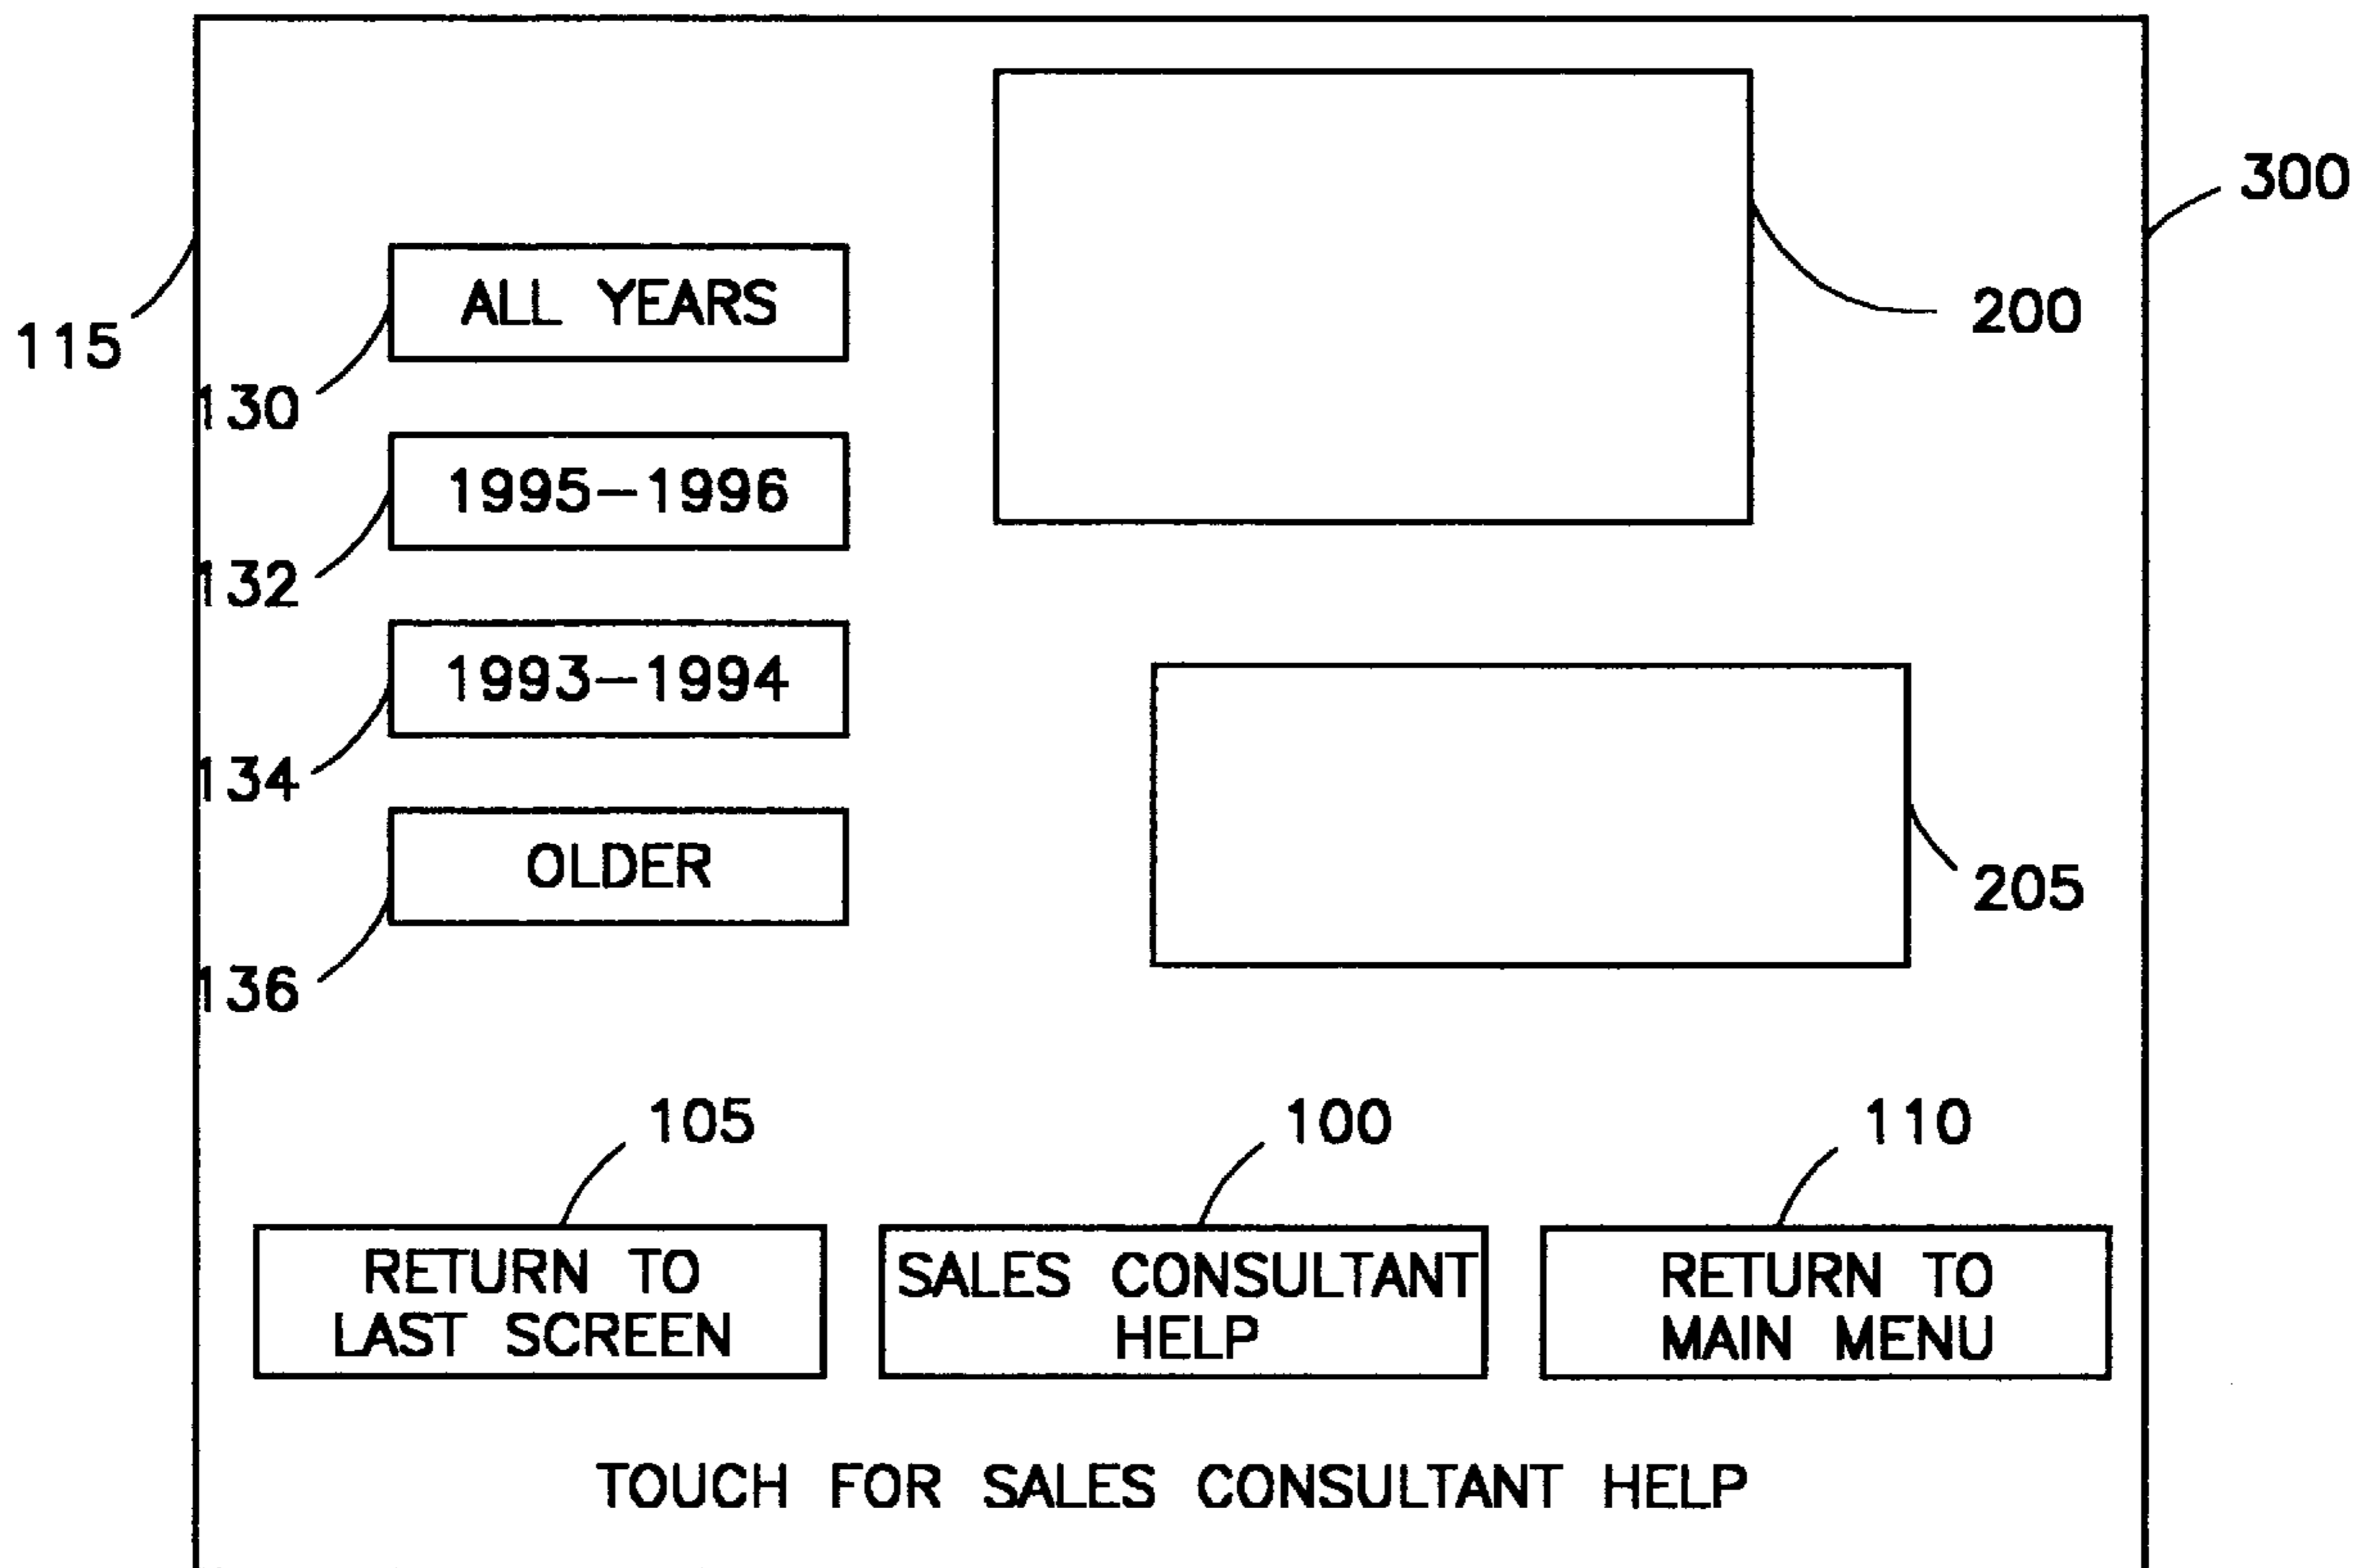 300
200
ALL YEARS
115
130
1995-1996
132
1993-1994
134
OLDER
205
136
105
100
110
RETURN TO
LAST SCREEN
SALES CONSULTANT
HELP
RETURN TO
MAIN MENU
TOUCH FOR SALES CONSULTANT HELP